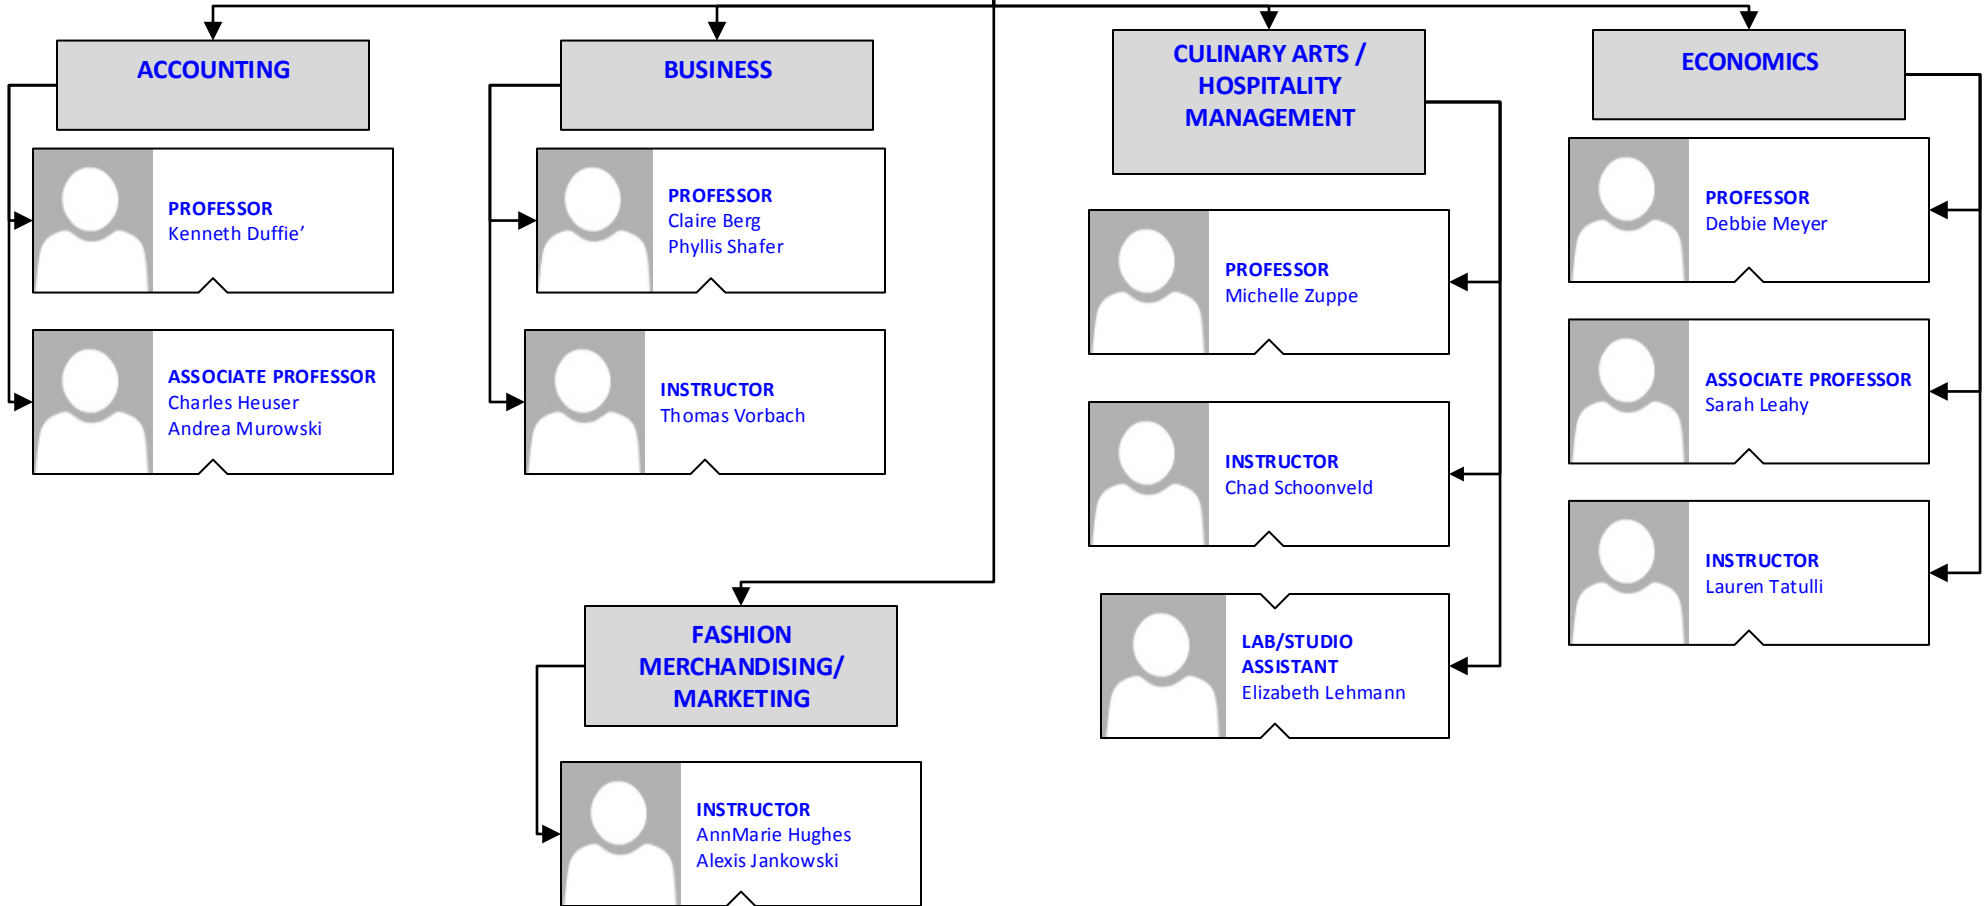 ACCOUNTING
PROFESSOR
Kenneth Duffie’
ASSOCIATE PROFESSOR
Charles Heuser
Andrea Murowski
BUSINESS
PROFESSOR
Claire Berg
Phyllis Shafer
INSTRUCTOR
Thomas Vorbach
CULINARY ARTS /
HOSPITALITY
MANAGEMENT
PROFESSOR
Michelle Zuppe
INSTRUCTOR
Chad Schoonveld
LAB/STUDIO
ASSISTANT
Elizabeth Lehmann
ECONOMICS
PROFESSOR
Debbie Meyer
ASSOCIATE PROFESSOR
Sarah Leahy
INSTRUCTOR
Lauren Tatulli
FASHION
MERCHANDISING/
MARKETING
INSTRUCTOR
AnnMarie Hughes
Alexis Jankowski